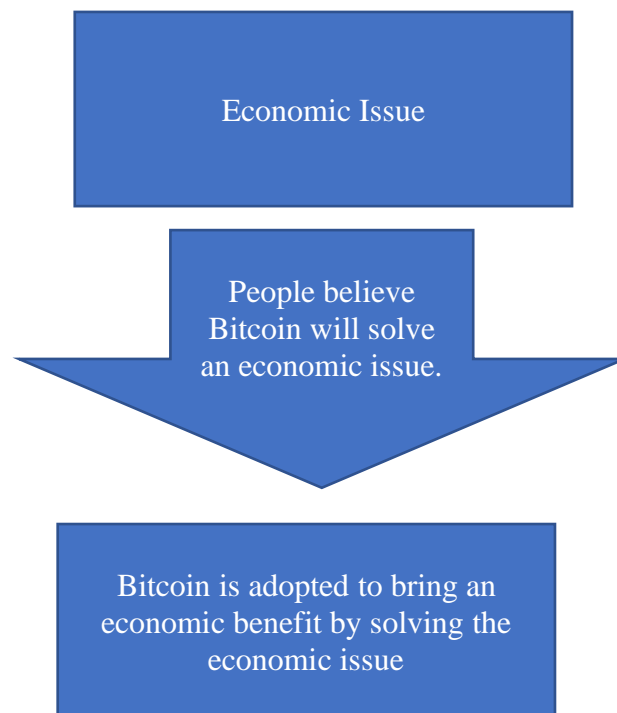 Economic Issue
People believe
Bitcoin will solve
an economic issue.
Bitcoin is adopted to bring an
economic benefit by solving the
economic issue